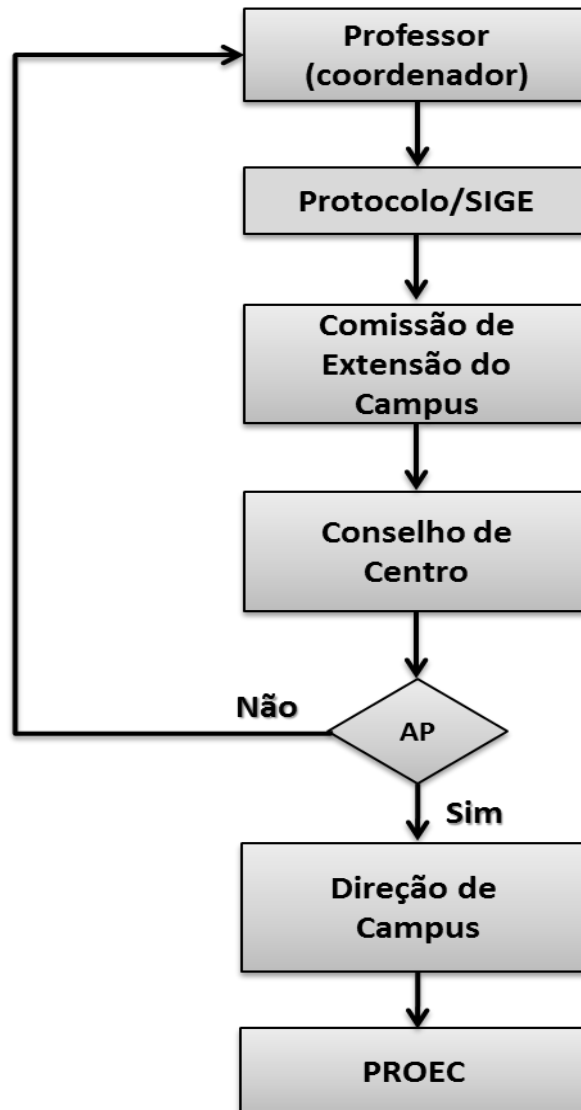 Professor
(coordenador)
Protocolo/SIGE
Comissão de
Extensão do
Campus
Conselho de
Centro
Não
AP
Sim
Direção de
Campus
PROEC